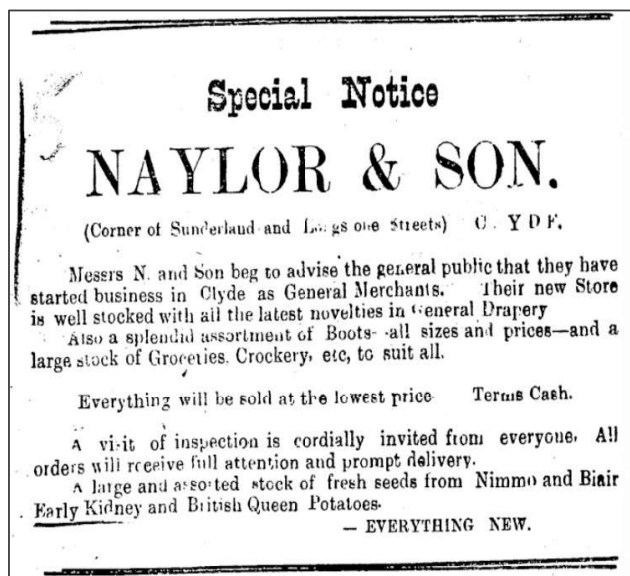 Special Notice
NAYLOR & SON.
(Corner of Sunderland and Streets) C. Y D E.
Messrs N. and Son beg to advise the general public that they have
started business in Clyde as General Merchants. Their new Store
is well stocked with all the latest novelties in General Drapery
Also a splendid assortment of Boots--all sizes and prices—and a
large stock of Groceries, Crockery, etc, to suit all.
Everything will be sold at the lowest price Terms Cash.
A visit of inspection is cordially invited from everyone. All
orders will receive full attention and prompt delivery.
A large and assorted stock of fresh seeds from Nimmo and Blair
Early Kidney and British Queen Potatoes.
— EVERYTHING NEW.